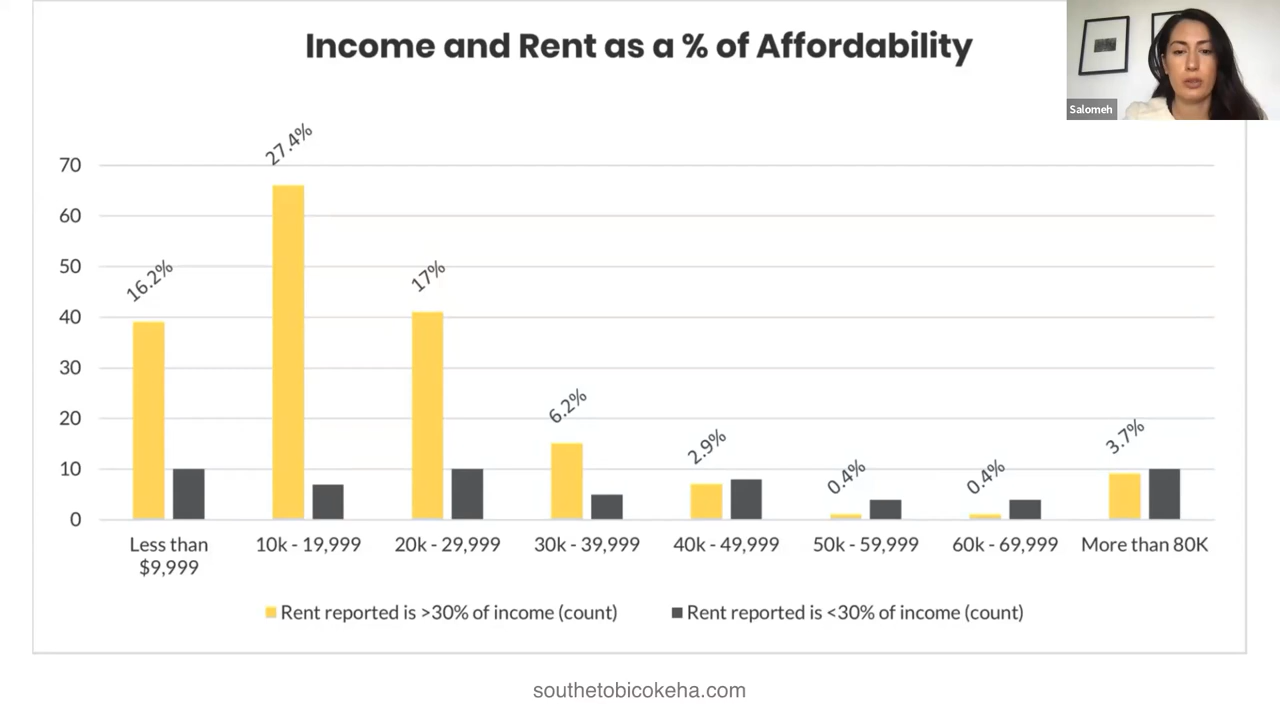 Income and Rent as a % of Affordability
Salomeh
70
60
50
40
30
20
10
0
16.2%
27.4%
17%
6.2%
2.9%
0.4%
0.4%
3.7%
Less than
$9,999
10k - 19,999
20k - 29,999
30k - 39,999
40k - 49,999
50k - 59,999
60k - 69,999
More than 80K
Rent reported is >30% of income (count)
Rent reported is <30% of income (count)
southetobicokeha.com